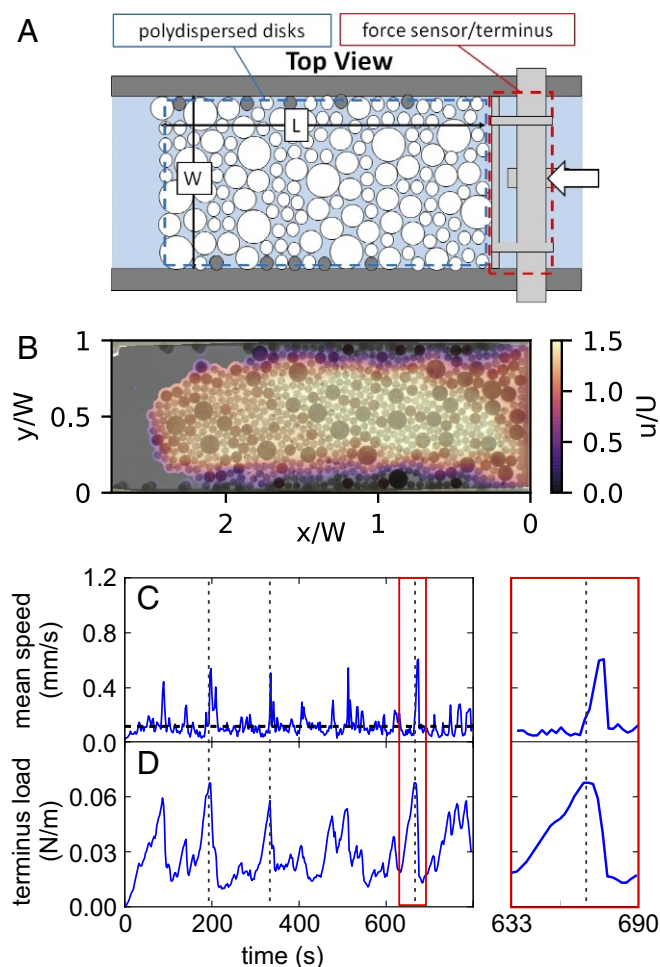 A
polydispersed disks
force sensor/terminus
Top View
L
W
B
1
0.5
0
y/W
2
1
0
x/W
1.5
1.0
0.5
0.0
u/U
C
1.2
0.8
0.4
0.0
mean speed
(mm/s)
D
0.06
0.03
0.00
terminus load
(N/m)
0
200
400
600
time (s)
633
690